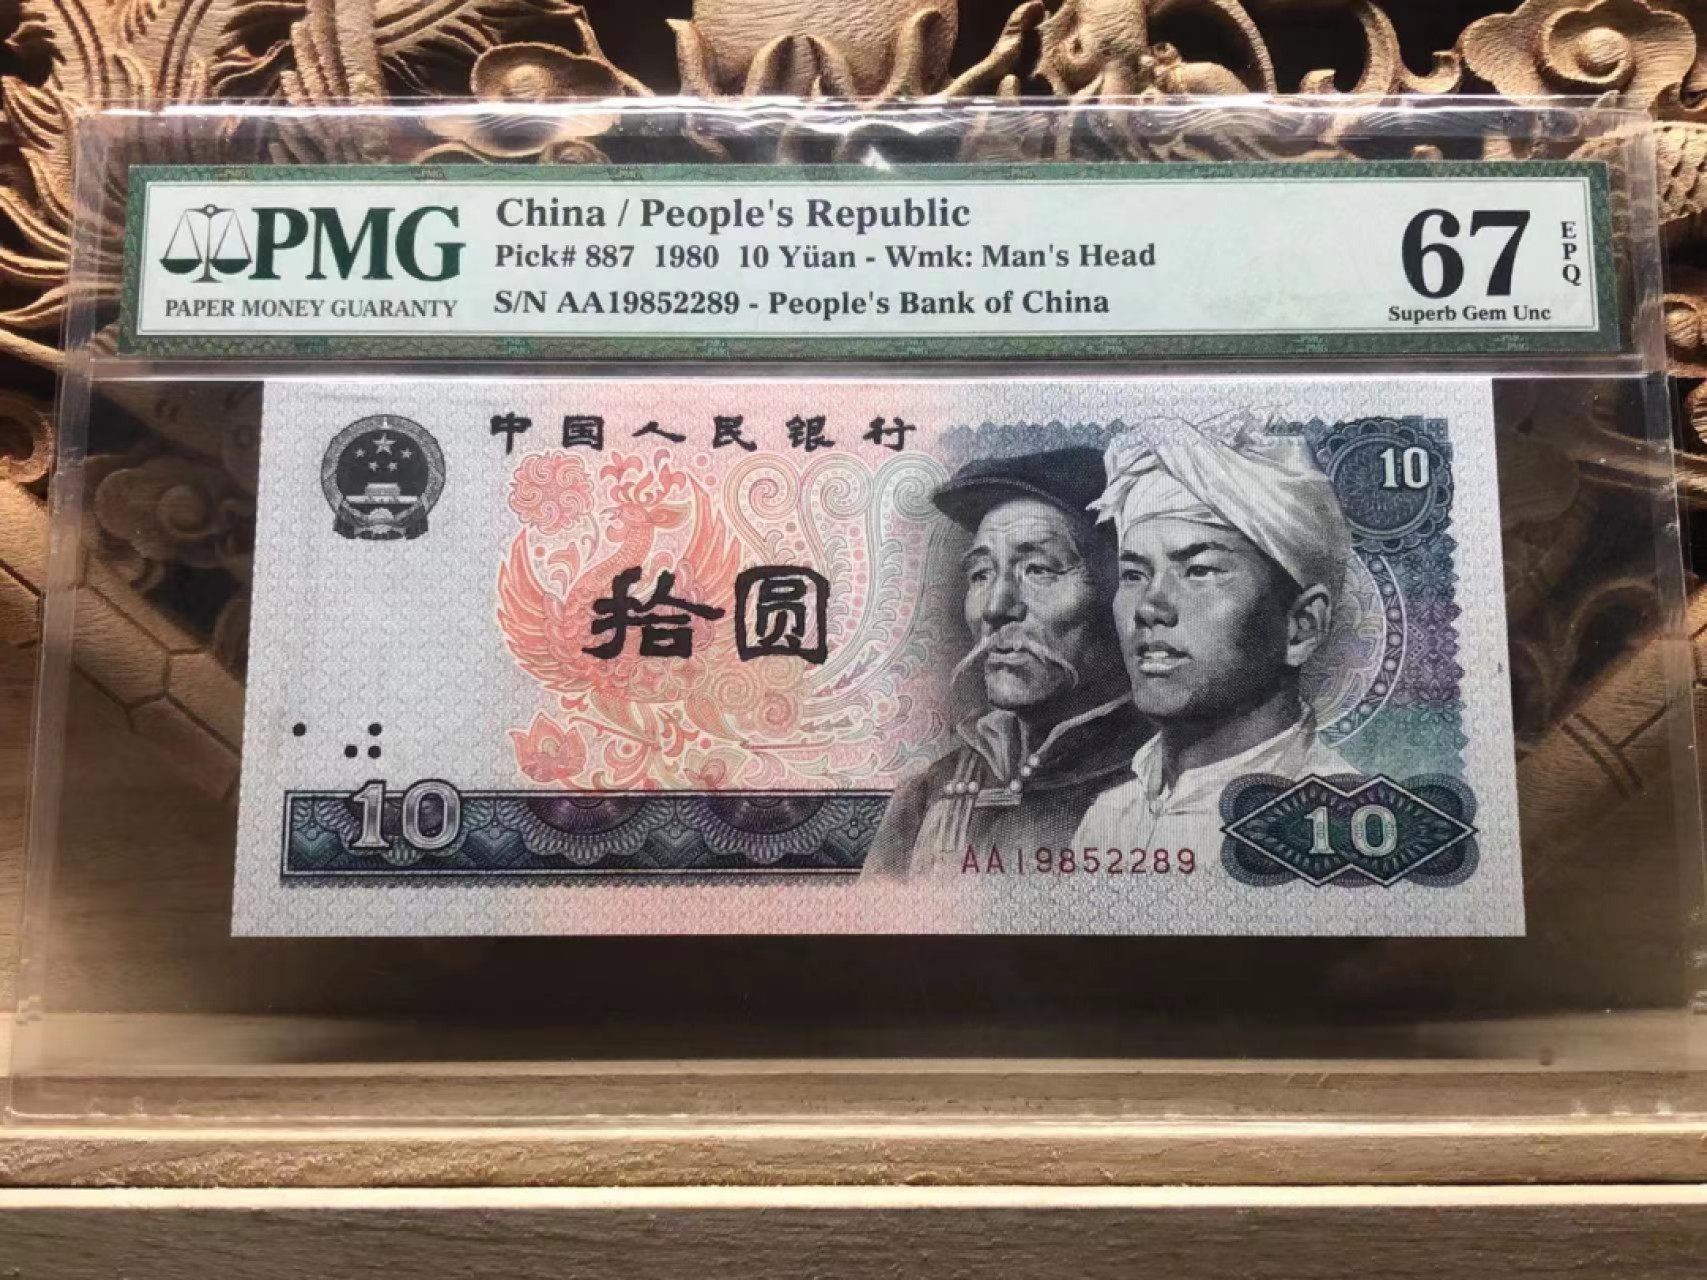 PMG
PAPER MONEY GUARANTY
China / People's Republic
Pick# 887 1980 10 Yüan - Wmk: Man's Head
S/N AA19852289 - People's Bank of China
67
EPQ
Superb Gem Unc
中国人民银行
10
拾圆
10
10
AA19852289